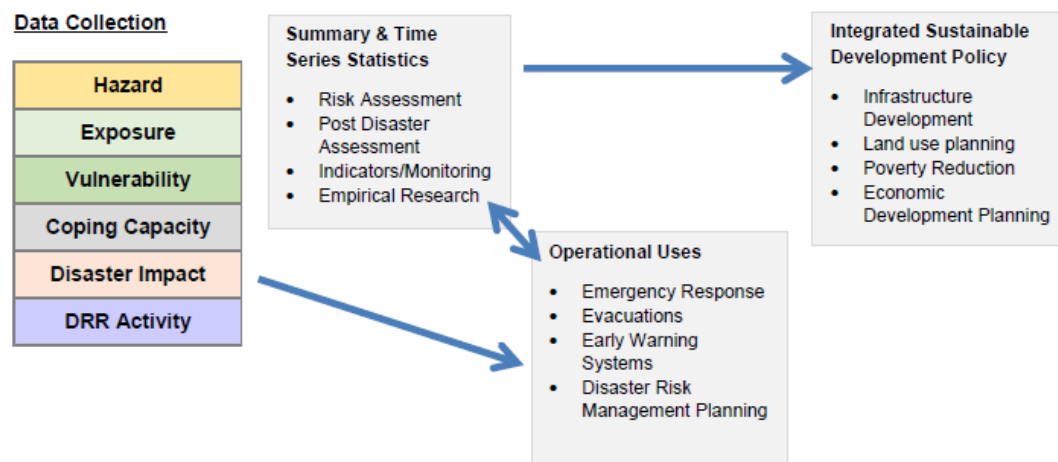 Data Collection
Hazard
Exposure
Vulnerability
Coping Capacity
Disaster Impact
DRR Activity
Summary & Time
Series Statistics
• Risk Assessment
• Post Disaster
Assessment
• Indicators/Monitoring
• Empirical Research
Operational Uses
• Emergency Response
• Evacuations
• Early Warning
Systems
• Disaster Risk
Management Planning
Integrated Sustainable
Development Policy
• Infrastructure
Development
• Land use planning
• Poverty Reduction
• Economic
Development Planning